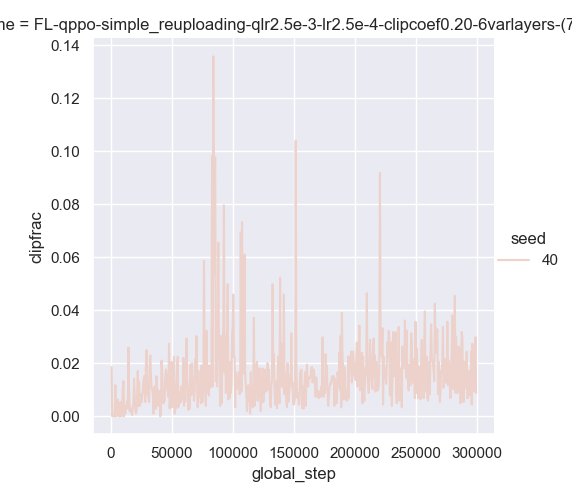 me = FL-qppo-simple_reuploading-qlr2.5e-3-lr2.5e-4-clipcoef0.20-6varlayers-(7
0.14
0.12
0.10
0.08
0.06
0.04
0.02
0.00
clipfrac
0 50000 100000 150000 200000 250000 300000
global_step
seed
40